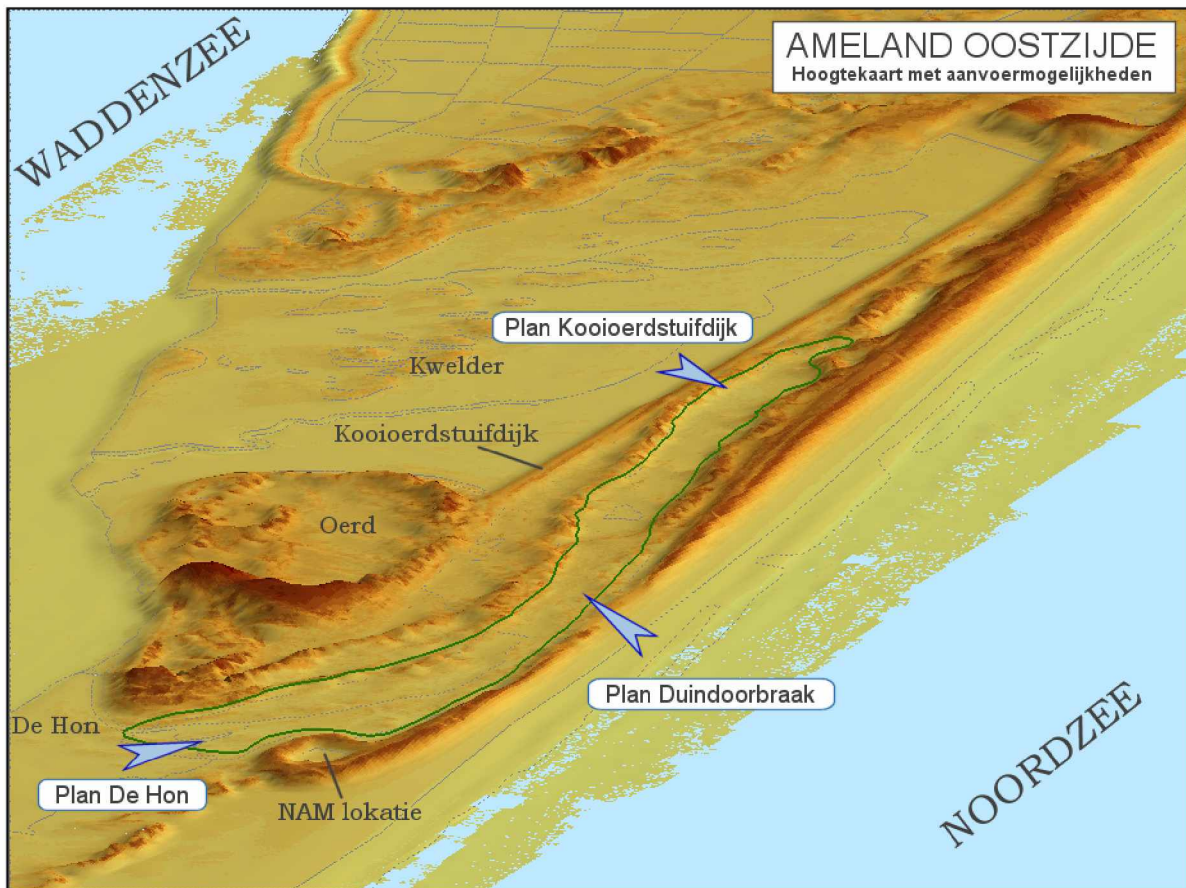 AMELAND OOSTZIJDE
Hoogtekaart met aanvoermogelijkheden
WADDENZEE
Plan Kooioerdstuifdijk
Kwelder
Kooioerdstuifdijk
Oerd
Plan Duindoorbraak
De Hon
Plan De Hon
NAM lokatie
NOORDZEE